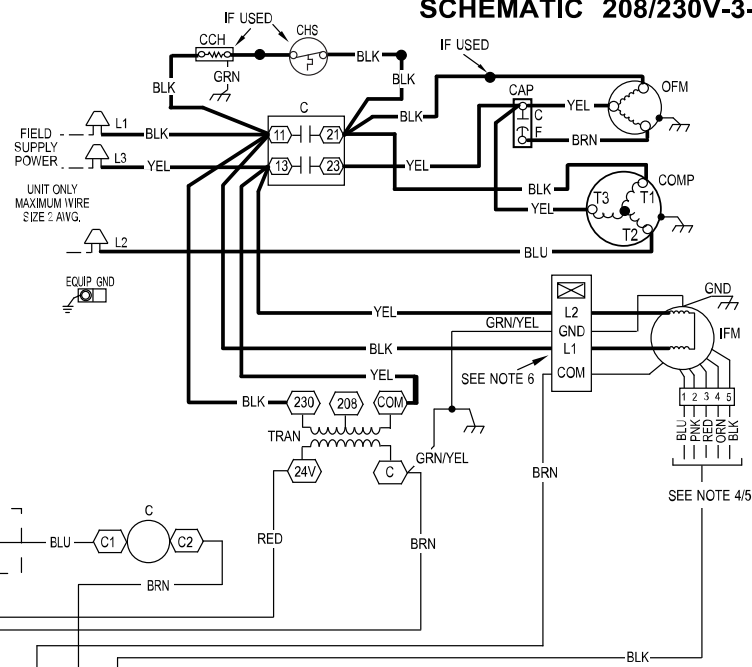 SCHEMATIC 208/230V-3-
IF USED
CHS
IF USED
CCH
BLK
GRN
BLK
BLK
OFM
CAP
C
YEL
BLK
C
F
BRN
L1
BLK
11
21
FIELD
SUPPLY
POWER
L3
YEL
13
23
YEL
COMP
BLK
T3
T1
YEL
T2
UNIT ONLY
MAXIMUM WIRE
SIZE 2 AWG.
L2
BLU
EQUIP GND
GND
YEL
L2
GRN/YEL
GND
IFM
BLK
L1
SEE NOTE 6
COM
YEL
BLK
230
208
COM
1 2 3 4 5
TRAN
BLU
PNK
RED
ORN
BLK
24V
C
GRN/YEL
BRN
SEE NOTE 4/5
C
RED
BRN
BLU
C1
C2
BRN
BLK